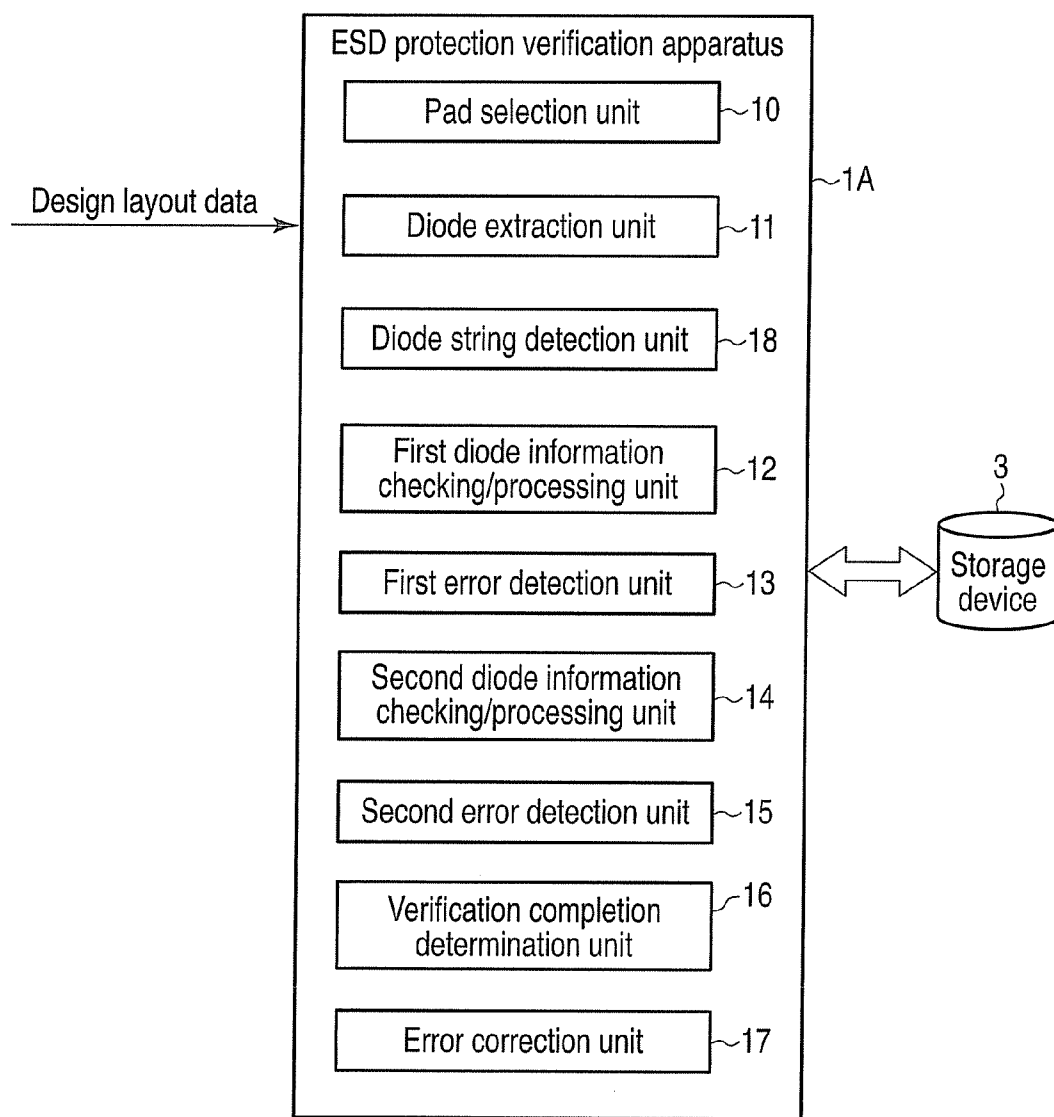 ESD protection verification apparatus
Pad selection unit
10
1A
Design layout data
Diode extraction unit
11
Diode string detection unit
18
First diode information
checking/processing unit
12
3
First error detection unit
13
Storage
device
Second diode information
checking/processing unit
14
Second error detection unit
15
Verification completion
determination unit
16
Error correction unit
17